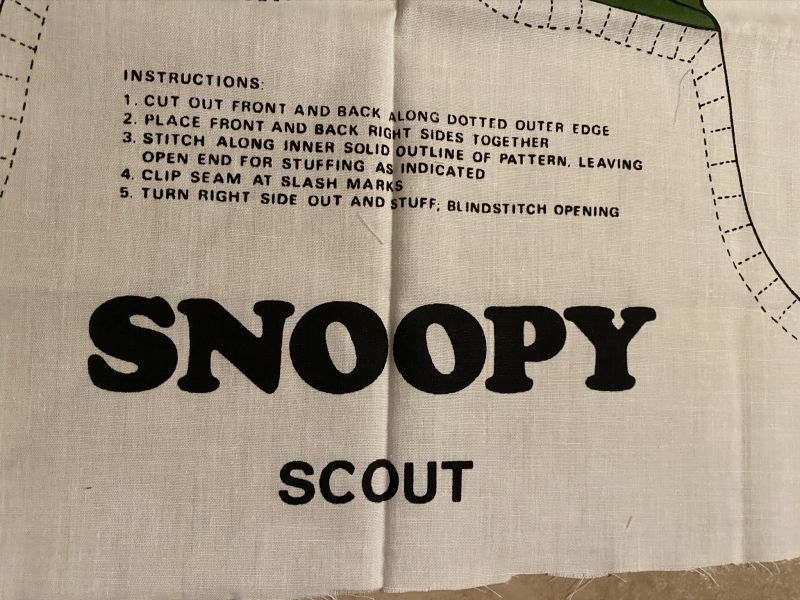 INSTRUCTIONS:
1. CUT OUT FRONT AND BACK ALONG DOTTED OUTER EDGE
2. PLACE FRONT AND BACK RIGHT SIDES TOGETHER
3. STITCH ALONG INNER SOLID OUTLINE OF PATTERN, LEAVING
OPEN END FOR STUFFING AS INDICATED
4. CLIP SEAM AT SLASH MARKS
5. TURN RIGHT SIDE OUT AND STUFF; BLINDSTITCH OPENING
SNOOPY
SCOUT